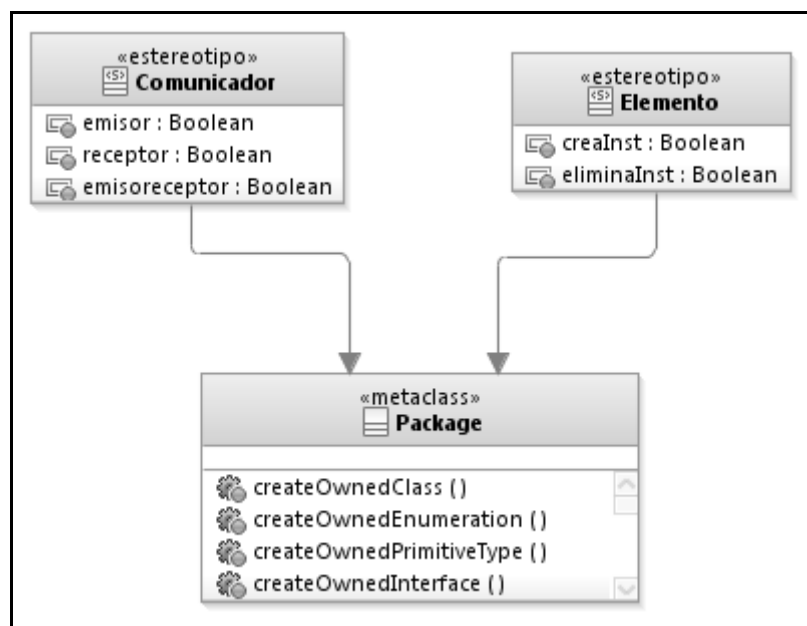 «estereotipo»
Comunicador
emisor : Boolean
receptor : Boolean
emisoreceptor : Boolean
«estereotipo»
Elemento
creaInst : Boolean
eliminaInst : Boolean
«metaclass»
Package
createOwnedClass ( )
createOwnedEnumeration ( )
createOwnedPrimitiveType ( )
createOwnedInterface ( )